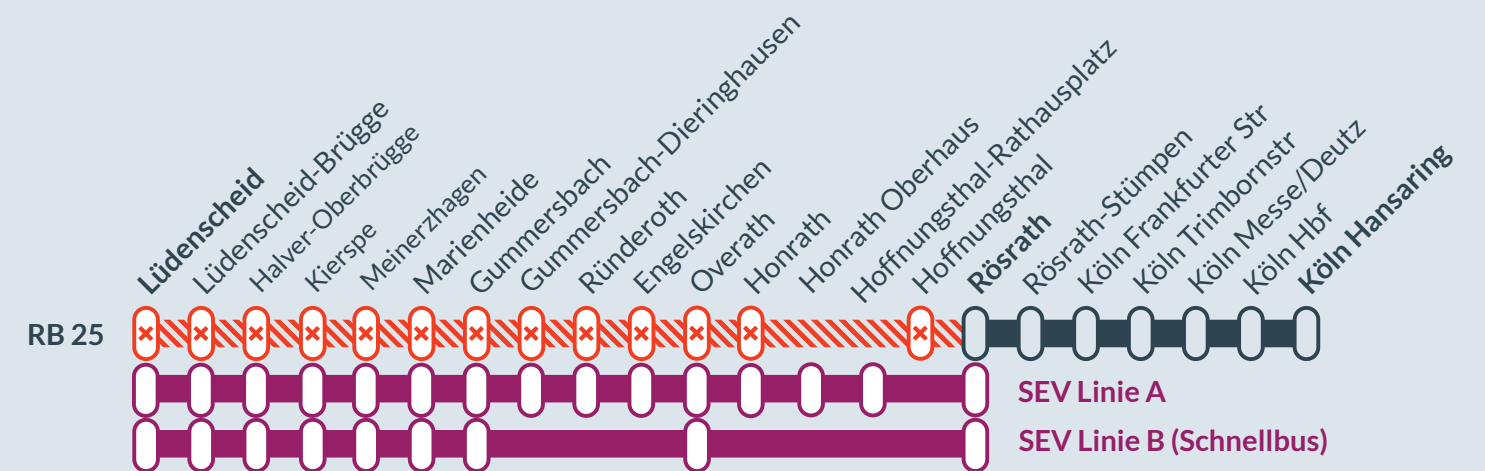 Lüdenscheid
Lüdenscheid-Brügge
Halver-Oberbrügge
Kierspe
Meinerzhagen
Marienheide
Gummersbach
Gummersbach-Dieringhausen
Ründeroth
Engelskirchen
Overath
Honrath
Honrath Oberhaus
Hoffnungsthal-Rathausplatz
Hoffnungsthal
Rösrath
Rösrath-Stümpen
Köln Frankfurter Str
Köln Trimbornstr
Köln Messe/Deutz
Köln Hbf
Köln Hansaring
RB 25
SEV Linie A
SEV Linie B (Schnellbus)